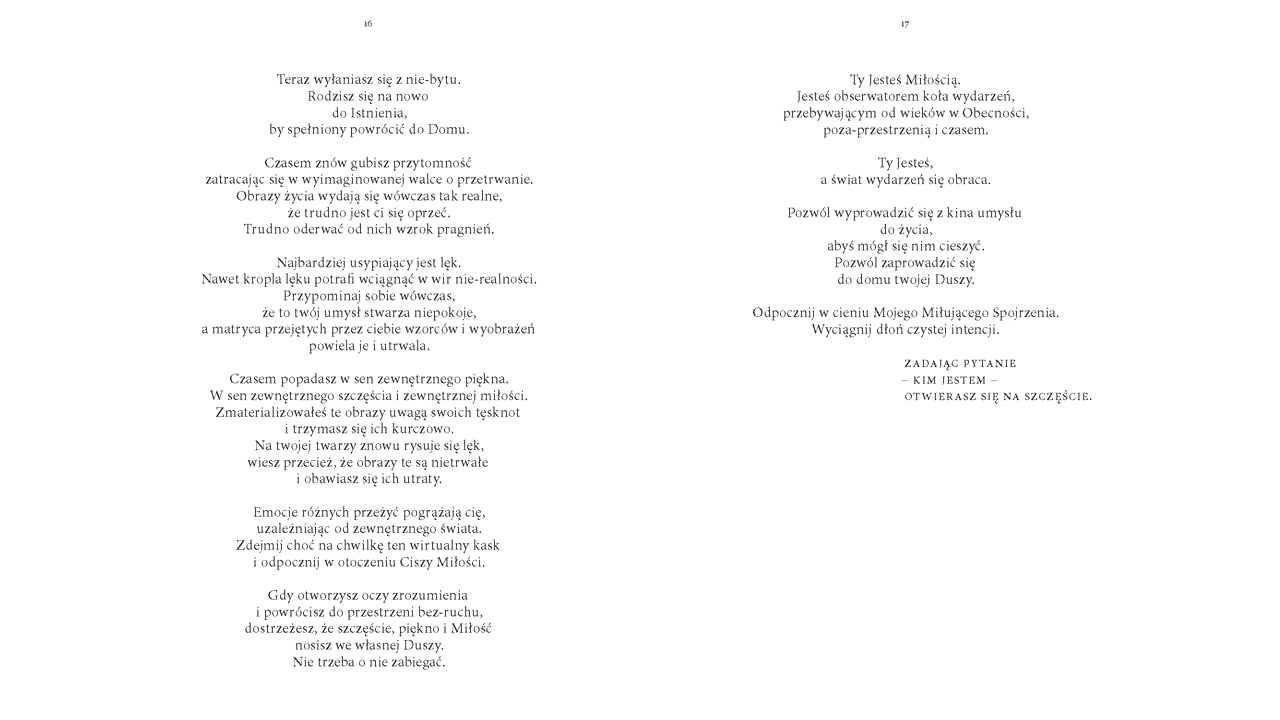 16
Teraz wyłaniasz się z nie-bytu.
Rodzisz się na nowo
do Istnienia,
by spełniony powrócić do Domu.
Czasem znów gubisz przytomność
zatracając się w wyimaginowanej walce o przetrwanie.
Obrazy życia wydają się wówczas tak realne,
że trudno jest ci się oprzeć.
Trudno oderwać od nich wzrok pragnień.
Najbardziej usypiający jest lęk.
Nawet kropla lęku potrafi wciągnąć w wir nie-realności.
Przypominaj sobie wówczas,
że to twój umysł stwarza niepokoje,
a matryca przejętych przez ciebie wzorców i wyobrażeń
powiela je i utrwala.
Czasem popadasz w sen zewnętrznego piękna.
W sen zewnętrznego szczęścia i zewnętrznej miłości.
Zmaterializowałeś te obrazy uwagą swoich tęsknot
i trzymasz się ich kurczowo.
Na twojej twarzy znowu rysuje się lęk,
wiesz przecież, że obrazy te są nietrwałe
i obawiasz się ich utraty.
Emocje różnych przeżyć pogrążają cię,
uzależniając od zewnętrznego świata.
Zdejmij choć na chwilkę ten wirtualny kask
i odpocznij w otoczeniu Ciszy Miłości.
Gdy otworzysz oczy zrozumienia
i powrócisz do przestrzeni bez-ruchu,
dostrzeżesz, że szczęście, piękno i Miłość
nosisz we własnej Duszy.
Nie trzeba o nie zabiegać.
17
Ty Jesteś Miłością.
Jesteś obserwatorem koła wydarzeń,
przebywającym od wieków w Obecności,
poza-przestrzenią i czasem.
Ty Jesteś,
a świat wydarzeń się obraca.
Pozwól wyprowadzić się z kina umysłu
do życia,
abyś mógł się nim cieszyć.
Pozwól zaprowadzić się
do domu twojej Duszy.
Odpocznij w cieniu Mojego Miłującego Spojrzenia.
Wyciągnij dłoń czystej intencji.
ZADAJĄC PYTANIE
– KIM JESTEM –
OTWIERASZ SIĘ NA SZCZĘŚCIE.